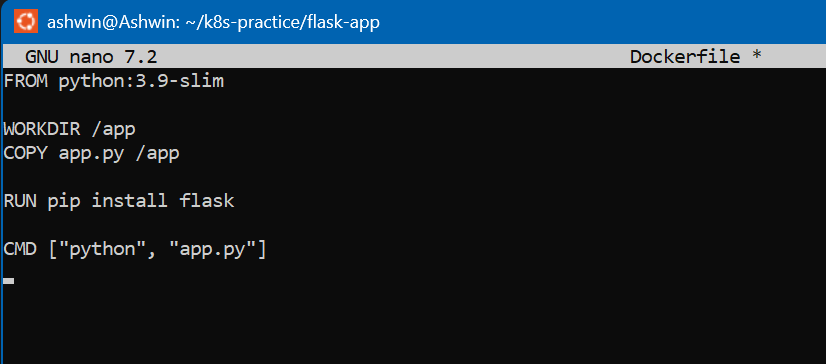 ashwin@Ashwin: ~/k8s-practice/flask-app
GNU nano 7.2 Dockerfile *
FROM python:3.9-slim
WORKDIR /app
COPY app.py /app
RUN pip install flask
CMD ["python", "app.py"]